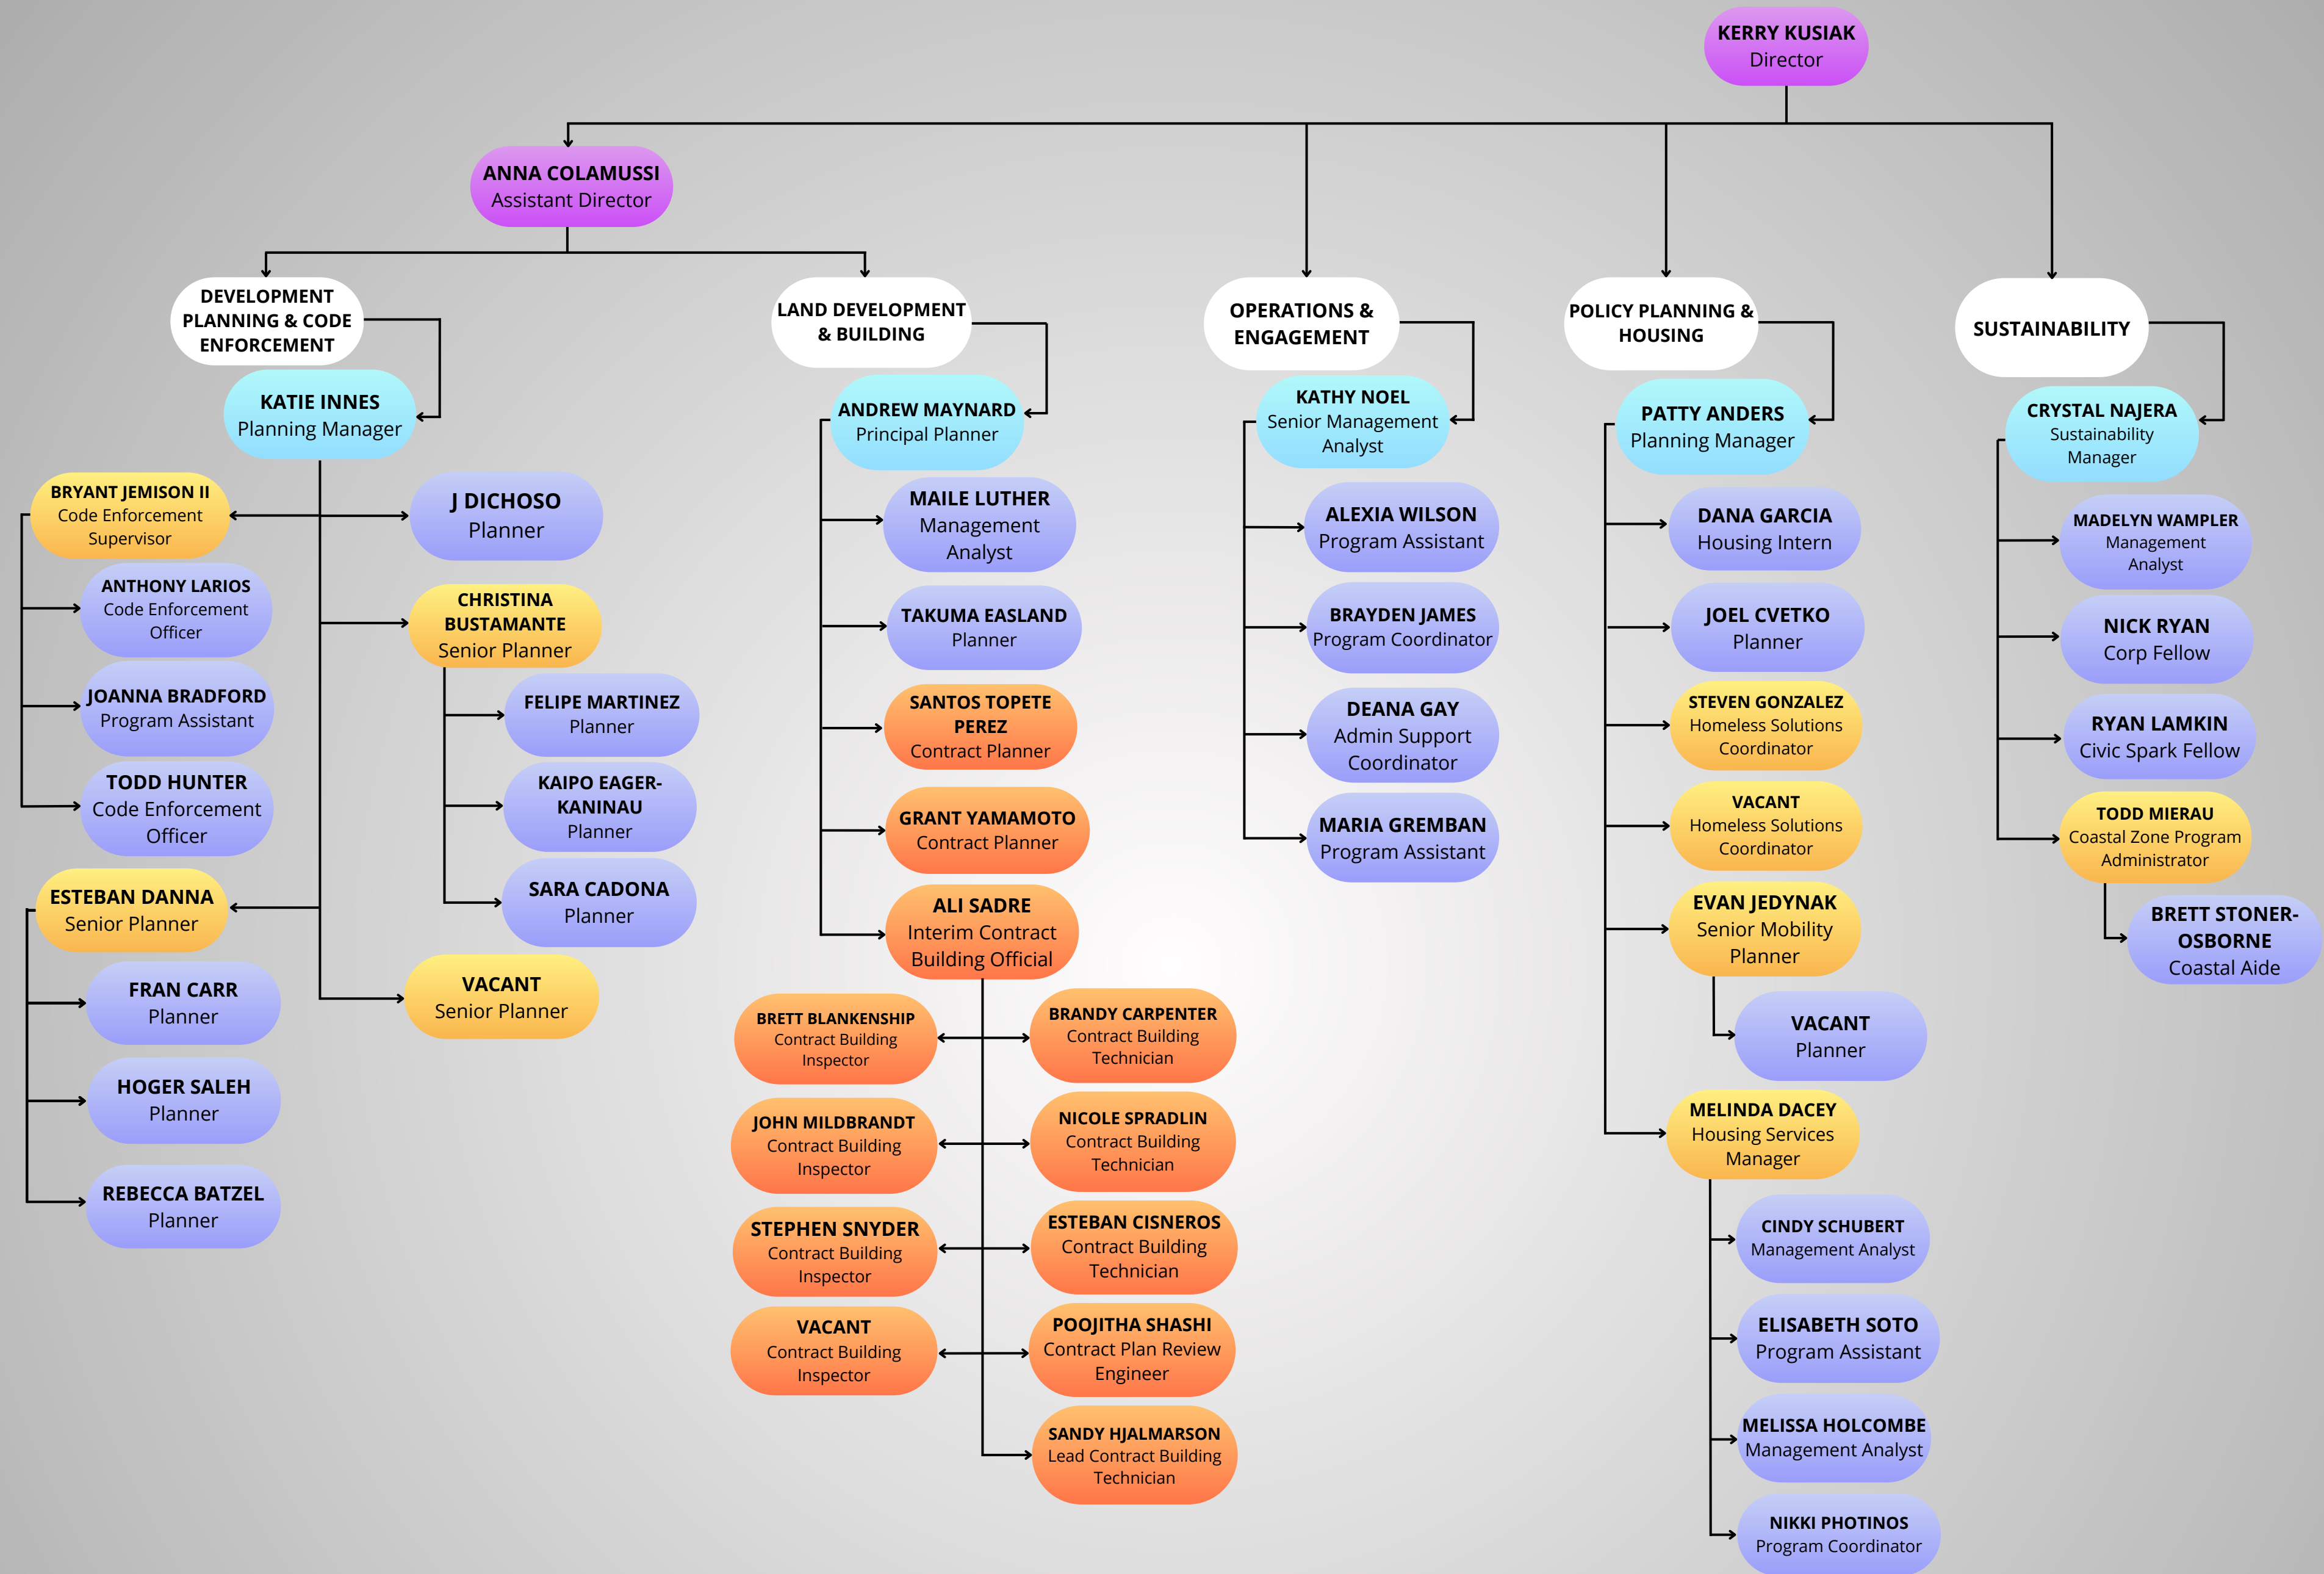 KERRY KUSIAK
Director
ANNA COLAMUSSI
Assistant Director
DEVELOPMENT
PLANNING & CODE
ENFORCEMENT
KATIE INNES
Planning Manager
BRYANT JEMISON II
Code Enforcement
Supervisor
ANTHONY LARIOS
Code Enforcement
Officer
JOANNA BRADFORD
Program Assistant
TODD HUNTER
Code Enforcement
Officer
ESTEBAN DANNA
Senior Planner
FRAN CARR
Planner
HOGER SALEH
Planner
REBECCA BATZEL
Planner
J DICHOSO
Planner
CHRISTINA
BUSTAMANTE
Senior Planner
FELIPE MARTINEZ
Planner
KAIPO EAGER-
KANINAU
Planner
SARA CADONA
Planner
VACANT
Senior Planner
LAND DEVELOPMENT
& BUILDING
ANDREW MAYNARD
Principal Planner
MAILE LUTHER
Management
Analyst
TAKUMA EASLAND
Planner
SANTOS TOPETE
PEREZ
Contract Planner
GRANT YAMAMOTO
Contract Planner
ALI SADRE
Interim Contract
Building Official
BRETT BLANKENSHIP
Contract Building
Inspector
JOHN MILDBRANDT
Contract Building
Inspector
STEPHEN SNYDER
Contract Building
Inspector
VACANT
Contract Building
Inspector
BRANDY CARPENTER
Contract Building
Technician
NICOLE SPRADLIN
Contract Building
Technician
ESTEBAN CISNEROS
Contract Building
Technician
POOJITHA SHASHI
Contract Plan Review
Engineer
SANDY HJALMARSON
Lead Contract Building
Technician
OPERATIONS &
ENGAGEMENT
KATHY NOEL
Senior Management
Analyst
ALEXIA WILSON
Program Assistant
BRAYDEN JAMES
Program Coordinator
DEANA GAY
Admin Support
Coordinator
MARIA GREMBAN
Program Assistant
POLICY PLANNING &
HOUSING
PATTY ANDERS
Planning Manager
DANA GARCIA
Housing Intern
JOEL CVETKO
Planner
STEVEN GONZALEZ
Homeless Solutions
Coordinator
VACANT
Homeless Solutions
Coordinator
EVAN JEDYNAK
Senior Mobility
Planner
VACANT
Planner
MELINDA DACEY
Housing Services
Manager
CINDY SCHUBERT
Management Analyst
ELISABETH SOTO
Program Assistant
MELISSA HOLCOMBE
Management Analyst
NIKKI PHOTINOS
Program Coordinator
SUSTAINABILITY
CRYSTAL NAJERA
Sustainability
Manager
MADELYN WAMPLER
Management
Analyst
NICK RYAN
Corp Fellow
RYAN LAMKIN
Civic Spark Fellow
TODD MIERAU
Coastal Zone Program
Administrator
BRETT STONER-
OSBORNE
Coastal Aide